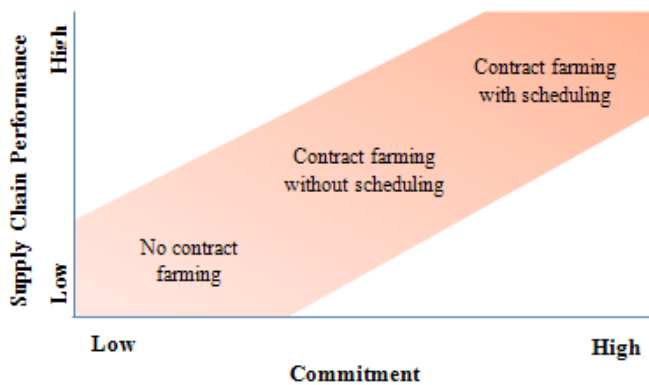 Supply Chain Performance
High
Low
Contract farming
with scheduling
Contract farming
without scheduling
No contract
farming
Low
High
Commitment